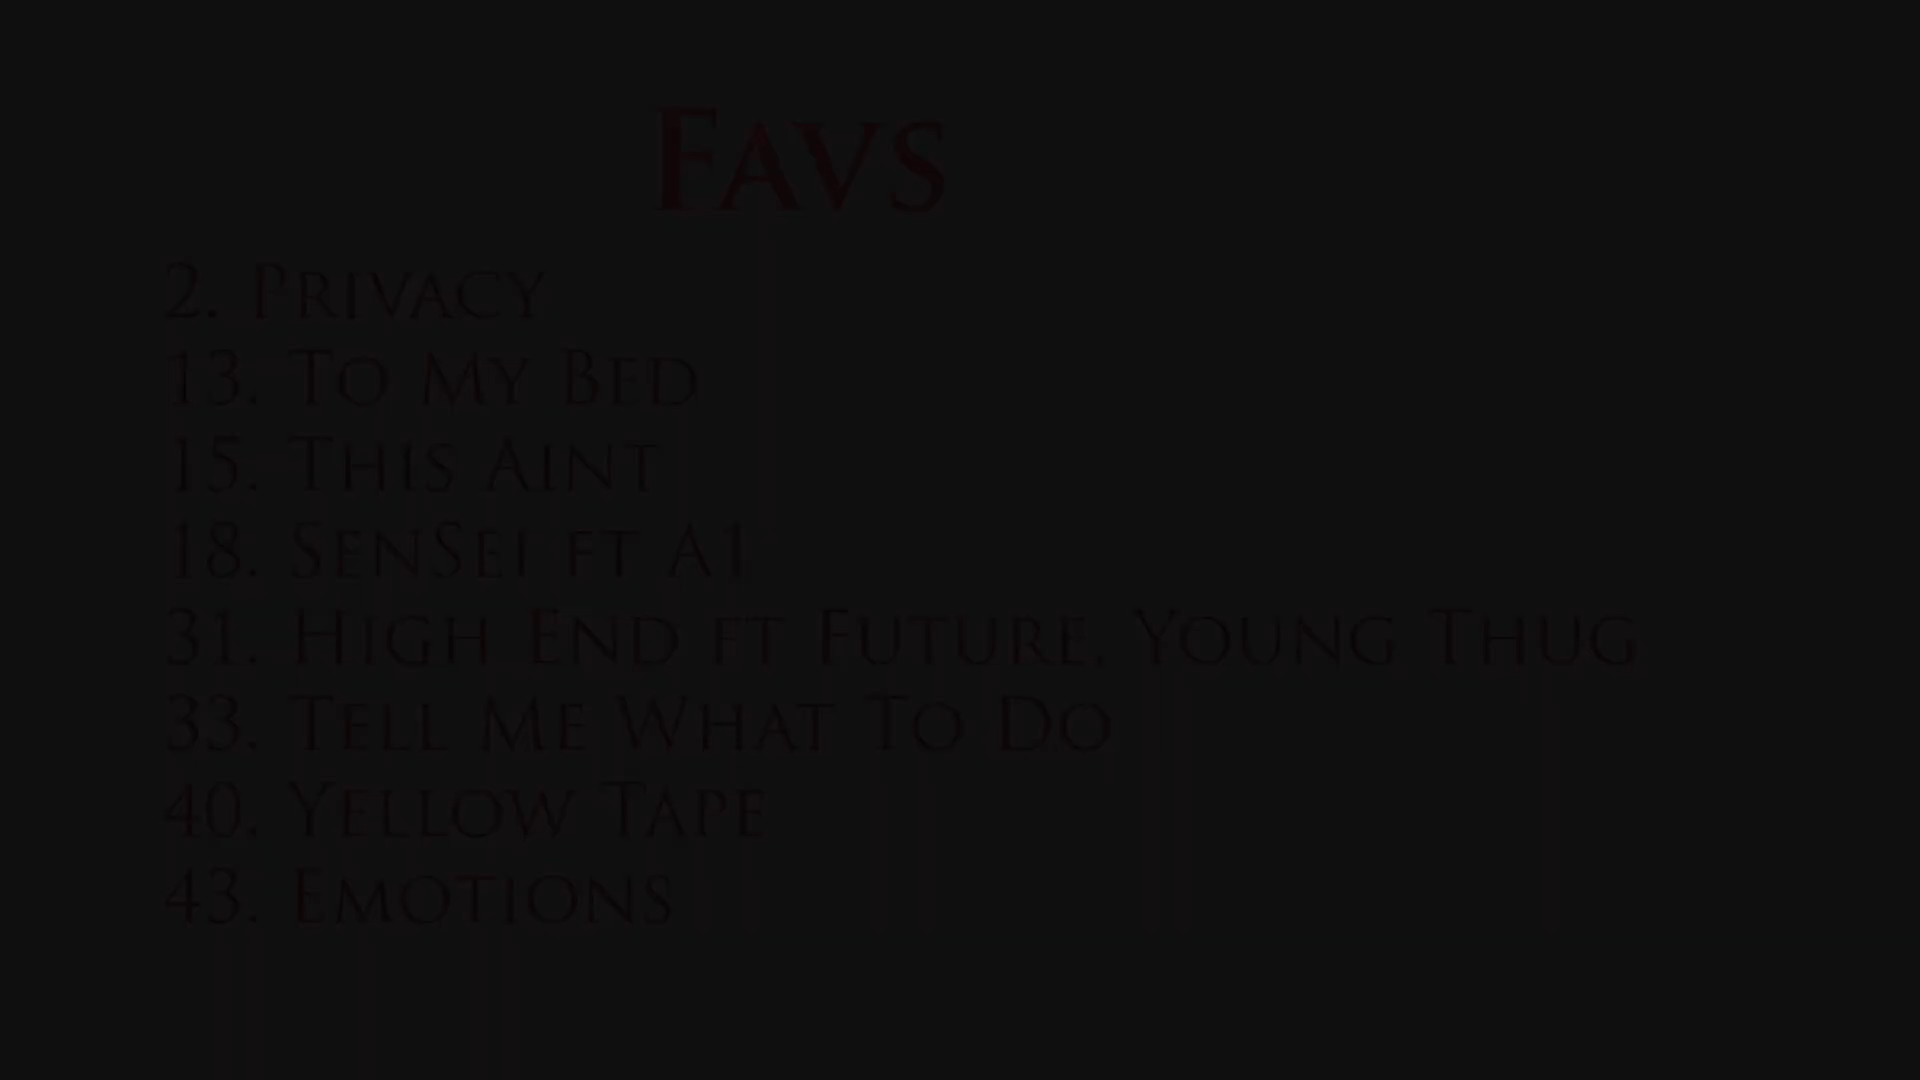 Favs
2. Privacy
13. To My Bed
15. This Aint
18. SenSei ft A1
31. High End ft Future, Young Thug
33. Tell Me What To Do
40. Yellow Tape
43. Emotions